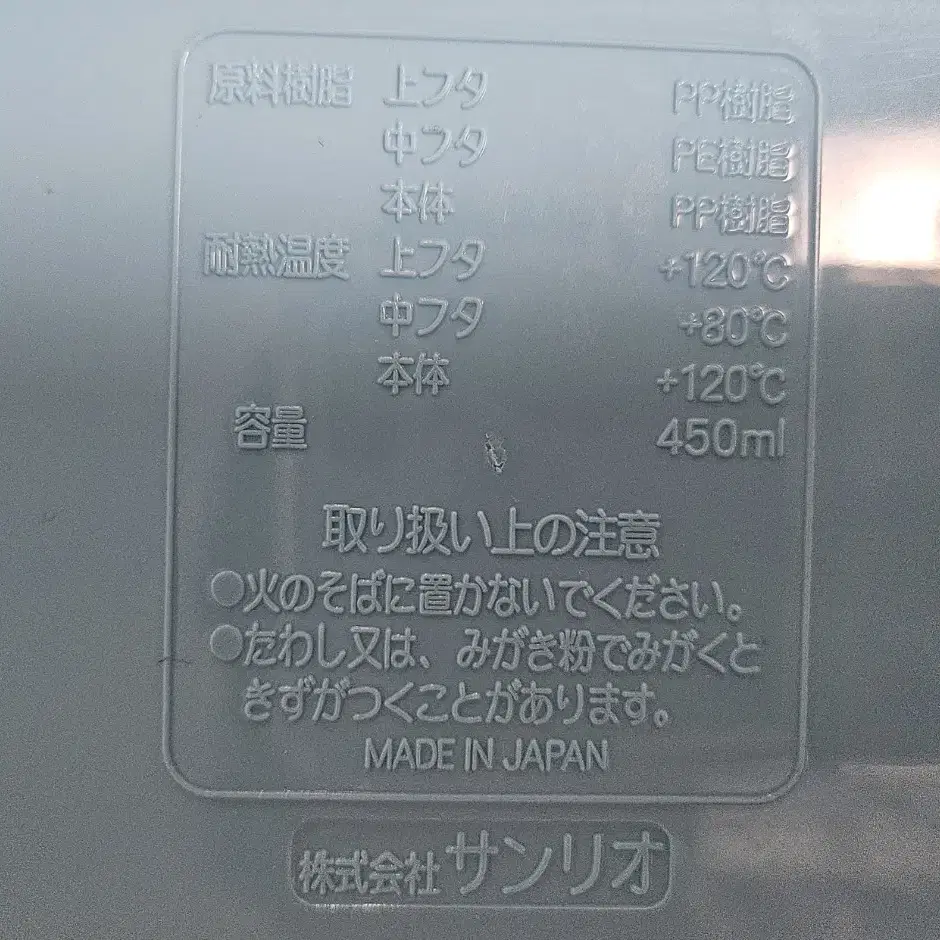 原料樹脂 上フタ PP樹脂
中フタ PE樹脂
本体 PP樹脂
耐熱温度 上フタ +120℃
中フタ +80℃
本体 +120℃
容量 450ml
取り扱い上の注意
○火のそばに置かないでください。
○たわし又は、みがき粉でみがくと
きずがつくことがあります。
MADE IN JAPAN
株式会社サンリオ